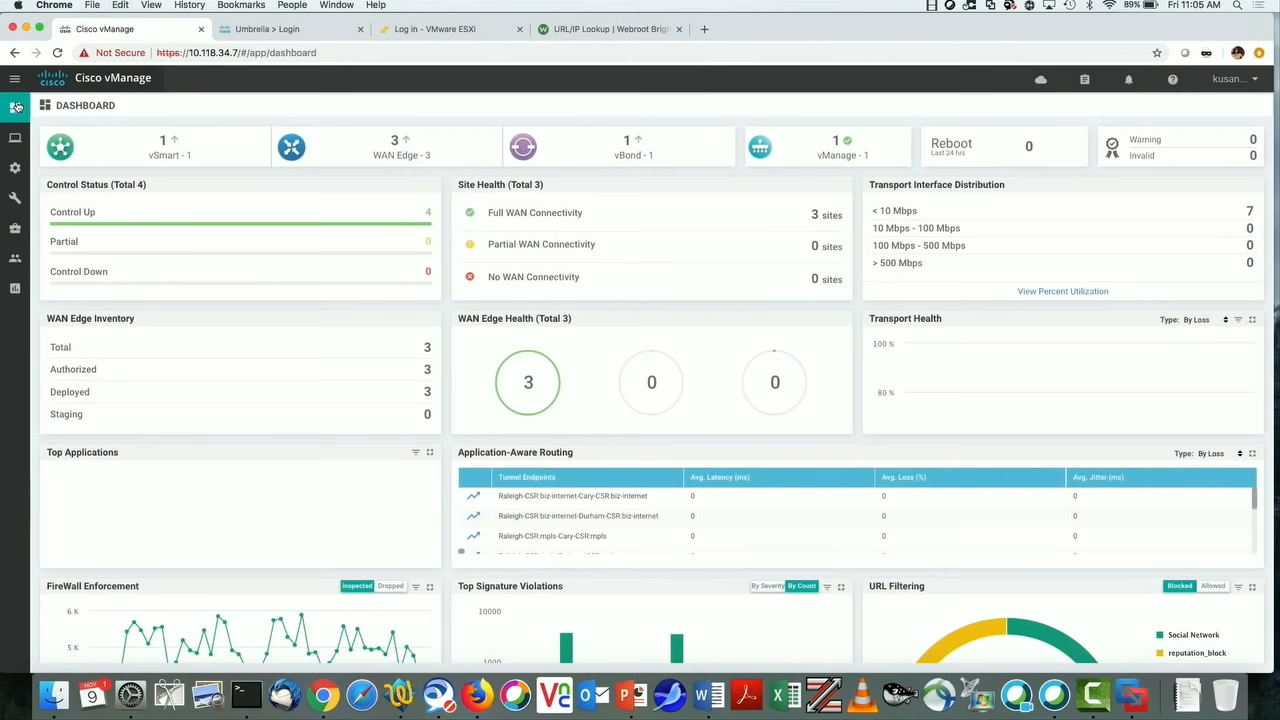 Chrome File Edit View History Bookmarks People Window Help 89% Fri 11:05 AM
Cisco vManage × Umbrella > Login × Log in - VMware ESXi × URL/IP Lookup | Webroot Brig × +
Not Secure https://10.118.34.7/#/app/dashboard
CISCO Cisco vManage kusan...
DASHBOARD
1 vSmart - 1
3 WAN Edge - 3
1 vBond - 1
1 vManage - 1
Reboot 0
Last 24 hrs
Warning 0
Invalid 0
Control Status (Total 4)
Control Up 4
Partial 0
Control Down 0
Site Health (Total 3)
Full WAN Connectivity 3 sites
Partial WAN Connectivity 0 sites
No WAN Connectivity 0 sites
Transport Interface Distribution
< 10 Mbps 7
10 Mbps - 100 Mbps 0
100 Mbps - 500 Mbps 0
> 500 Mbps 0
View Percent Utilization
WAN Edge Inventory
Total 3
Authorized 3
Deployed 3
Staging 0
WAN Edge Health (Total 3)
3 0 0
Transport Health Type: By Loss
100 %
80 %
Top Applications
Application-Aware Routing Type: By Loss
Tunnel Endpoints Avg. Latency (ms) Avg. Loss (%) Avg. Jitter (ms)
Raleigh-CSR:biz-internet-Cary-CSR:biz-internet 0 0 0
Raleigh-CSR:biz-internet-Durham-CSR:biz-internet 0 0 0
Raleigh-CSR:mpls-Cary-CSR:mpls 0 0 0
FireWall Enforcement Inspected Dropped
6 K
5 K
Top Signature Violations By Severity By Count
10000
1000
URL Filtering Blocked Allowed
Social Network
reputation_block
NOV 9